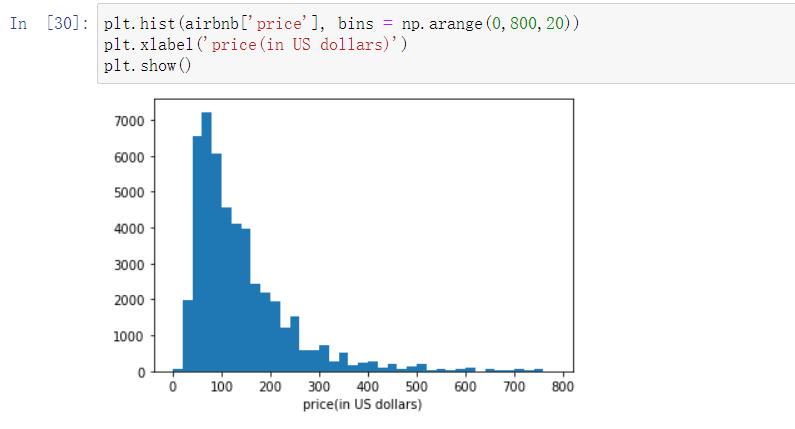 In [30]: plt.hist(airbnb['price'], bins = np.arange(0,800,20))
plt.xlabel('price(in US dollars)')
plt.show()
7000
6000
5000
4000
3000
2000
1000
0
0 100 200 300 400 500 600 700 800
price(in US dollars)